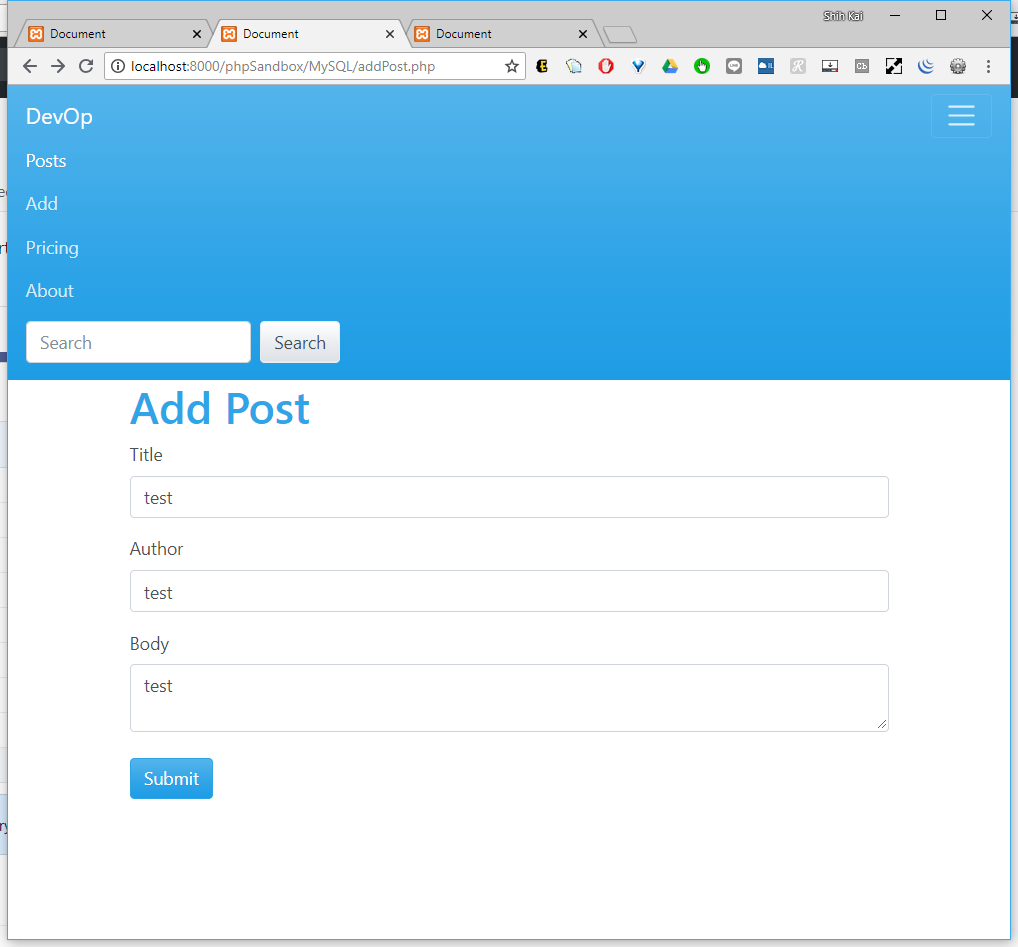 Shih Kai
Document Document Document
localhost:8000/phpSandbox/MySQL/addPost.php
DevOp
Posts
Add
Pricing
About
Search Search
Add Post
Title
test
Author
test
Body
test
Submit